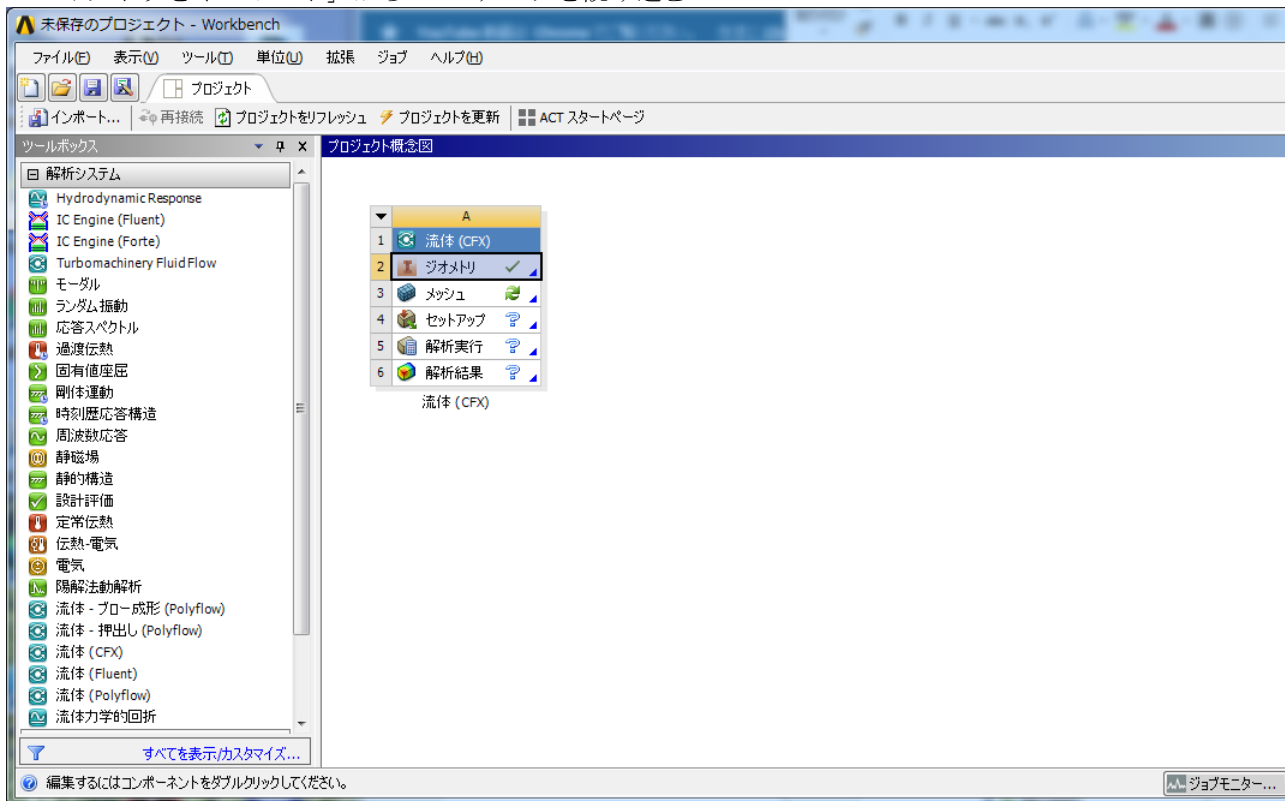 未保存のプロジェクト - Workbench
ファイル(F) 表示(V) ツール(T) 単位(U) 拡張 ジョブ ヘルプ(H)
プロジェクト
インポート... 再接続 プロジェクトをリフレッシュ プロジェクトを更新 ACT スタートページ
ツールボックス
解析システム
Hydrodynamic Response
IC Engine (Fluent)
IC Engine (Forte)
Turbomachinery Fluid Flow
モーダル
ランダム振動
応答スペクトル
過渡伝熱
固有値座屈
剛体運動
時刻歴応答構造
周波数応答
静磁場
静的構造
設計評価
定常伝熱
伝熱-電気
電気
陽解法動解析
流体 - ブロー成形 (Polyflow)
流体 - 押出し (Polyflow)
流体 (CFX)
流体 (Fluent)
流体 (Polyflow)
流体力学的回折
すべてを表示/カスタマイズ...
プロジェクト概念図
A
1 流体 (CFX)
2 ジオメトリ
3 メッシュ
4 セットアップ
5 解析実行
6 解析結果
流体 (CFX)
編集するにはコンポーネントをダブルクリックしてください。
ジョブモニター...